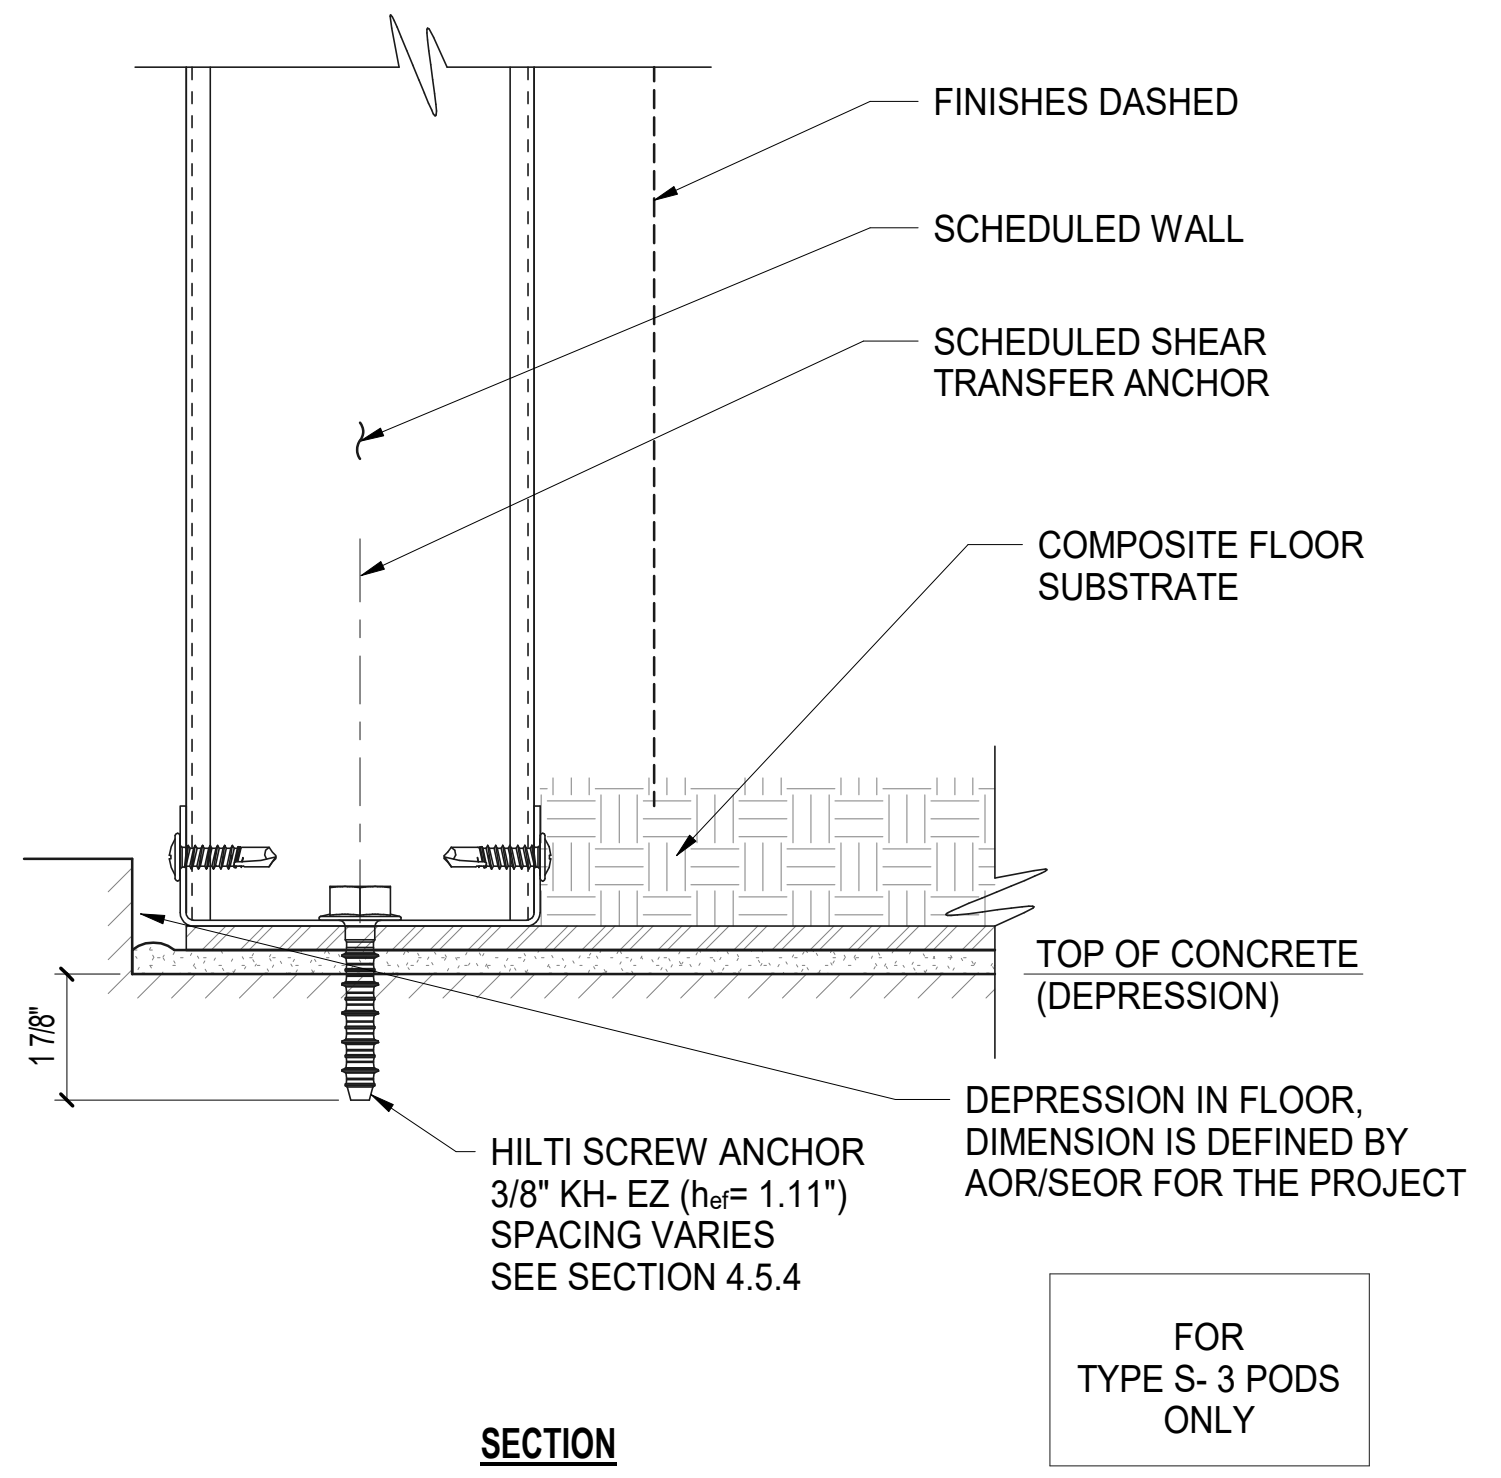 FINISHES DASHED
SCHEDULED WALL
SCHEDULED SHEAR
TRANSFER ANCHOR
COMPOSITE FLOOR
SUBSTRATE
TOP OF CONCRETE
(DEPRESSION)
1 7/8"
DEPRESSION IN FLOOR,
DIMENSION IS DEFINED BY
AOR/SEOR FOR THE PROJECT
HILTI SCREW ANCHOR
3/8" KH- EZ (hef= 1.11")
SPACING VARIES
SEE SECTION 4.5.4
FOR
TYPE S- 3 PODS
ONLY
SECTION